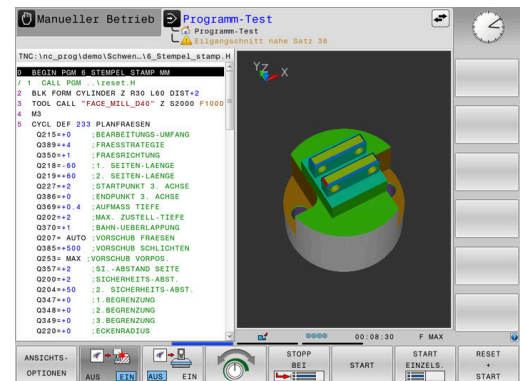 Manueller Betrieb
Programm-Test
Programm-Test
Eilgangschnitt nahe Satz 38
TNC:\nc_prog\demo\Schwen…\6_Stempel_stamp.H
0 BEGIN PGM 6_STEMPEL_STAMP MM
/ 1 CALL PGM ..\reset.H
2 BLK FORM CYLINDER Z R30 L60 DIST+2
3 TOOL CALL "FACE_MILL_D40" Z S2000 F1000
4 M3
5 CYCL DEF 233 PLANFRAESEN
Q215=+0 ;BEARBEITUNGS-UMFANG
Q389=+4 ;FRAESSTRATEGIE
Q350=+1 ;FRAESRICHTUNG
Q218=-60 ;1. SEITEN-LAENGE
Q219=+60 ;2. SEITEN-LAENGE
Q227=+2 ;STARTPUNKT 3. ACHSE
Q386=+0 ;ENDPUNKT 3. ACHSE
Q369=+0.4 ;AUFMASS TIEFE
Q202=+2 ;MAX. ZUSTELL-TIEFE
Q370=+1 ;BAHN-UEBERLAPPUNG
Q207= AUTO ;VORSCHUB FRAESEN
Q385=+500 ;VORSCHUB SCHLICHTEN
Q253= MAX ;VORSCHUB VORPOS.
Q357=+2 ;SI.-ABSTAND SEITE
Q200=+2 ;SICHERHEITS-ABST.
Q204=+50 ;2. SICHERHEITS-ABST.
Q347=+0 ;1.BEGRENZUNG
Q348=+0 ;2.BEGRENZUNG
Q349=+0 ;3.BEGRENZUNG
Q220=+0 ;ECKENRADIUS
Y Z X
00:08:30 F MAX
ANSICHTS-
OPTIONEN
AUS EIN
AUS EIN
STOPP
BEI
START
START
EINZELS.
RESET
+
START